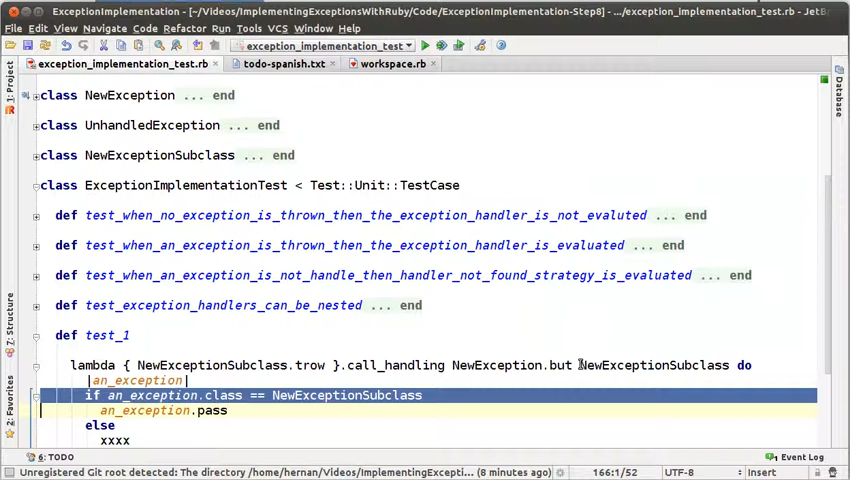 ExceptionImplementation - [~/Videos/ImplementingExceptionsWithRuby/Code/ExceptionImplementation-Step8] - .../exception_implementation_test.rb - JetBr
File Edit View Navigate Code Refactor Run Tools VCS Window Help
exception_implementation_test
exception_implementation_test.rb todo-spanish.txt workspace.rb
1: Project
7: Structure
2: Favorites
Database
class NewException ... end
class UnhandledException ... end
class NewExceptionSubclass ... end
class ExceptionImplementationTest < Test::Unit::TestCase
def test_when_no_exception_is_thrown_then_the_exception_handler_is_not_evaluted ... end
def test_when_an_exception_is_thrown_then_the_exception_handler_is_evaluated ... end
def test_when_an_exception_is_not_handle_then_handler_not_found_strategy_is_evaluated ... end
def test_exception_handlers_can_be_nested ... end
def test_1
lambda { NewExceptionSubclass.trow }.call_handling NewException.but NewExceptionSubclass do
|an_exception|
if an_exception.class == NewExceptionSubclass
an_exception.pass
else
xxxx
6: TODO Event Log
Unregistered Git root detected: The directory /home/hernan/Videos/ImplementingExcepti... (8 minutes ago) 166:1/52 UTF-8 Insert